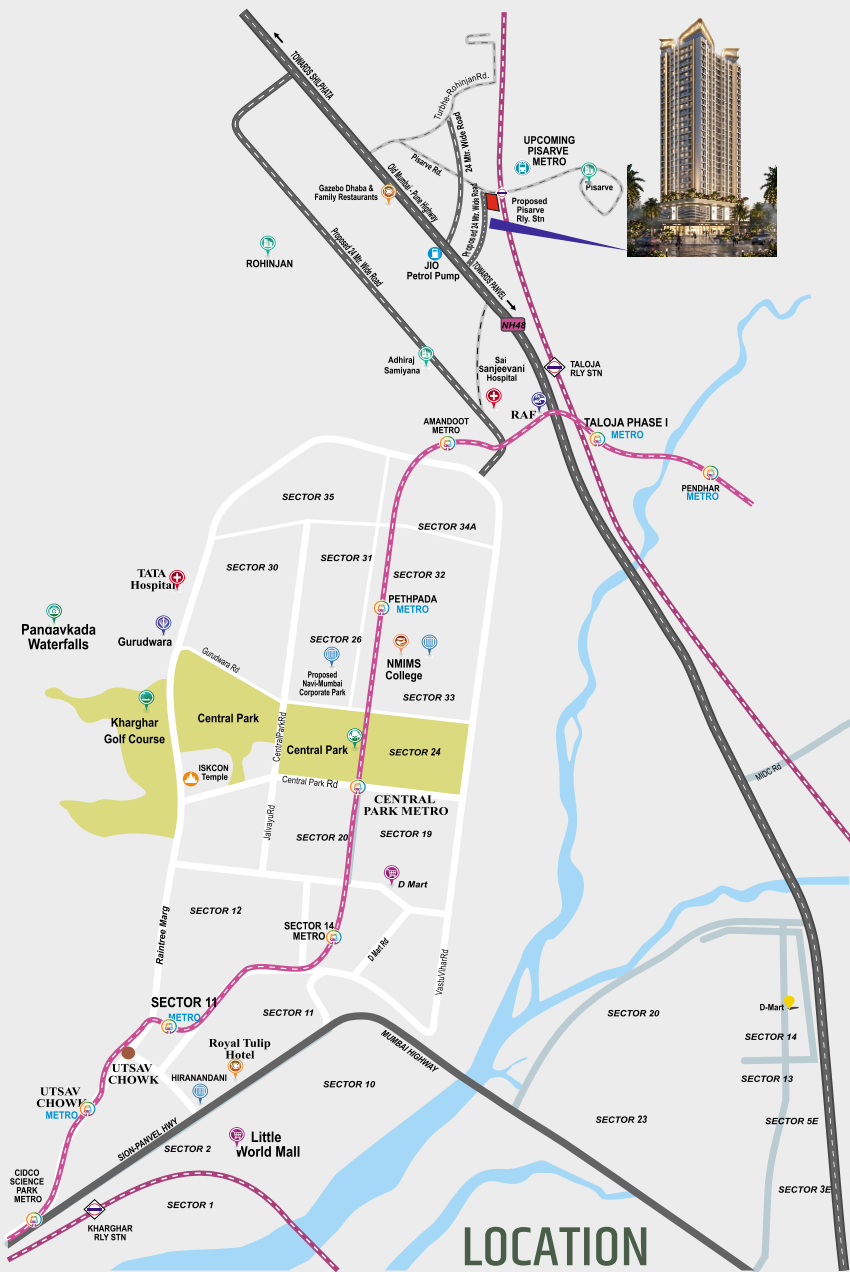 TOWARDS SHILPHATA
Turbhe-RohinjanRd.
24 Mtr. Wide Road
UPCOMING
PISARVE
METRO
Pisarve Rd.
Pisarve
Gazebo Dhaba &
Family Restaurants
Old Mumbai - Pune Highway
Proposed 24 Mtr. Wide Road
Proposed
Pisarve
Rly. Stn
Proposed 24 Mtr. Wide Road
ROHINJAN
JIO
Petrol Pump
TOWARDS PANVEL
NH48
Adhiraj
Samiyana
Sai
Sanjeevani
Hospital
TALOJA
RLY STN
RAF
AMANDOOT
METRO
TALOJA PHASE I
METRO
PENDHAR
METRO
SECTOR 35
SECTOR 34A
SECTOR 30
SECTOR 31
SECTOR 32
TATA
Hospital
PETHPADA
METRO
Pandavkada
Waterfalls
Gurudwara
SECTOR 26
NMIMS
College
Gurudwara Rd
Proposed
Navi-Mumbai
Corporate Park
SECTOR 33
Kharghar
Golf Course
Central Park
CentralParkRd
Central Park
SECTOR 24
ISKCON
Temple
Central Park Rd
MIDC Rd
CENTRAL
PARK METRO
JalvayuRd
SECTOR 20
SECTOR 19
D Mart
SECTOR 12
Raintree Marg
SECTOR 14
METRO
D Mart Rd
VastuViharRd
SECTOR 11
METRO
SECTOR 11
D-Mart
SECTOR 20
SECTOR 14
UTSAV
CHOWK
Royal Tulip
Hotel
MUMBAI HIGHWAY
HIRANANDANI
SECTOR 10
SECTOR 13
UTSAV
CHOWK
METRO
SION-PANVEL HWY
SECTOR 23
SECTOR 5E
SECTOR 2
Little
World Mall
CIDCO
SCIENCE
PARK
METRO
SECTOR 3E
SECTOR 1
KHARGHAR
RLY STN
LOCATION